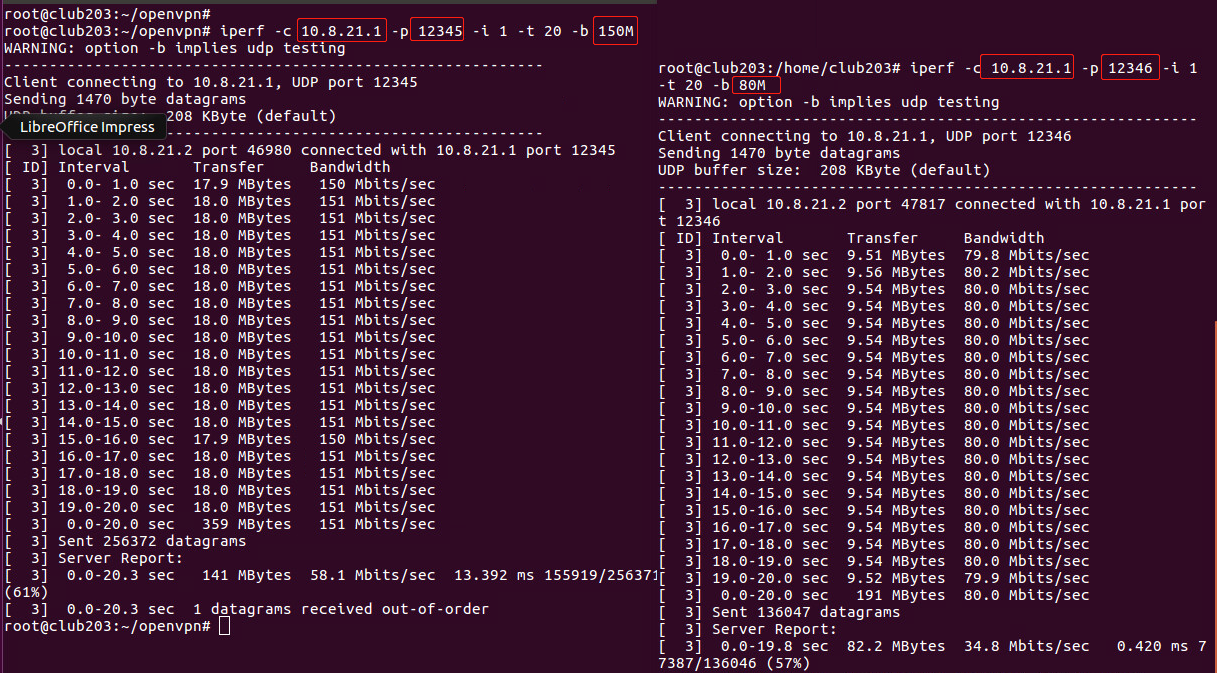 root@club203:~/openvpn#
root@club203:~/openvpn# iperf -c 10.8.21.1 -p 12345 -i 1 -t 20 -b 150M
WARNING: option -b implies udp testing
------------------------------------------------------------
Client connecting to 10.8.21.1, UDP port 12345
Sending 1470 byte datagrams
208 KByte (default)
LibreOffice Impress
------------------------------------------------------------
[  3] local 10.8.21.2 port 46980 connected with 10.8.21.1 port 12345
[ ID] Interval       Transfer     Bandwidth
[  3]  0.0- 1.0 sec  17.9 MBytes   150 Mbits/sec
[  3]  1.0- 2.0 sec  18.0 MBytes   151 Mbits/sec
[  3]  2.0- 3.0 sec  18.0 MBytes   151 Mbits/sec
[  3]  3.0- 4.0 sec  18.0 MBytes   151 Mbits/sec
[  3]  4.0- 5.0 sec  18.0 MBytes   151 Mbits/sec
[  3]  5.0- 6.0 sec  18.0 MBytes   151 Mbits/sec
[  3]  6.0- 7.0 sec  18.0 MBytes   151 Mbits/sec
[  3]  7.0- 8.0 sec  18.0 MBytes   151 Mbits/sec
[  3]  8.0- 9.0 sec  18.0 MBytes   151 Mbits/sec
[  3]  9.0-10.0 sec  18.0 MBytes   151 Mbits/sec
[  3] 10.0-11.0 sec  18.0 MBytes   151 Mbits/sec
[  3] 11.0-12.0 sec  18.0 MBytes   151 Mbits/sec
[  3] 12.0-13.0 sec  18.0 MBytes   151 Mbits/sec
[  3] 13.0-14.0 sec  18.0 MBytes   151 Mbits/sec
[  3] 14.0-15.0 sec  18.0 MBytes   151 Mbits/sec
[  3] 15.0-16.0 sec  17.9 MBytes   150 Mbits/sec
[  3] 16.0-17.0 sec  18.0 MBytes   151 Mbits/sec
[  3] 17.0-18.0 sec  18.0 MBytes   151 Mbits/sec
[  3] 18.0-19.0 sec  18.0 MBytes   151 Mbits/sec
[  3] 19.0-20.0 sec  18.0 MBytes   151 Mbits/sec
[  3]  0.0-20.0 sec   359 MBytes   151 Mbits/sec
[  3] Sent 256372 datagrams
[  3] Server Report:
[  3]  0.0-20.3 sec   141 MBytes  58.1 Mbits/sec  13.392 ms 155919/256371
(61%)
[  3]  0.0-20.3 sec  1 datagrams received out-of-order
root@club203:~/openvpn#
root@club203:/home/club203# iperf -c 10.8.21.1 -p 12346 -i 1
-t 20 -b 80M
WARNING: option -b implies udp testing
------------------------------------------------------------
Client connecting to 10.8.21.1, UDP port 12346
Sending 1470 byte datagrams
UDP buffer size:  208 KByte (default)
------------------------------------------------------------
[  3] local 10.8.21.2 port 47817 connected with 10.8.21.1 por
t 12346
[ ID] Interval       Transfer     Bandwidth
[  3]  0.0- 1.0 sec  9.51 MBytes  79.8 Mbits/sec
[  3]  1.0- 2.0 sec  9.56 MBytes  80.2 Mbits/sec
[  3]  2.0- 3.0 sec  9.54 MBytes  80.0 Mbits/sec
[  3]  3.0- 4.0 sec  9.54 MBytes  80.0 Mbits/sec
[  3]  4.0- 5.0 sec  9.54 MBytes  80.0 Mbits/sec
[  3]  5.0- 6.0 sec  9.54 MBytes  80.0 Mbits/sec
[  3]  6.0- 7.0 sec  9.54 MBytes  80.0 Mbits/sec
[  3]  7.0- 8.0 sec  9.54 MBytes  80.0 Mbits/sec
[  3]  8.0- 9.0 sec  9.54 MBytes  80.0 Mbits/sec
[  3]  9.0-10.0 sec  9.54 MBytes  80.0 Mbits/sec
[  3] 10.0-11.0 sec  9.54 MBytes  80.0 Mbits/sec
[  3] 11.0-12.0 sec  9.54 MBytes  80.0 Mbits/sec
[  3] 12.0-13.0 sec  9.54 MBytes  80.0 Mbits/sec
[  3] 13.0-14.0 sec  9.54 MBytes  80.0 Mbits/sec
[  3] 14.0-15.0 sec  9.54 MBytes  80.0 Mbits/sec
[  3] 15.0-16.0 sec  9.54 MBytes  80.0 Mbits/sec
[  3] 16.0-17.0 sec  9.54 MBytes  80.0 Mbits/sec
[  3] 17.0-18.0 sec  9.54 MBytes  80.0 Mbits/sec
[  3] 18.0-19.0 sec  9.54 MBytes  80.0 Mbits/sec
[  3] 19.0-20.0 sec  9.52 MBytes  79.9 Mbits/sec
[  3]  0.0-20.0 sec   191 MBytes  80.0 Mbits/sec
[  3] Sent 136047 datagrams
[  3] Server Report:
[  3]  0.0-19.8 sec  82.2 MBytes  34.8 Mbits/sec   0.420 ms 7
7387/136046 (57%)